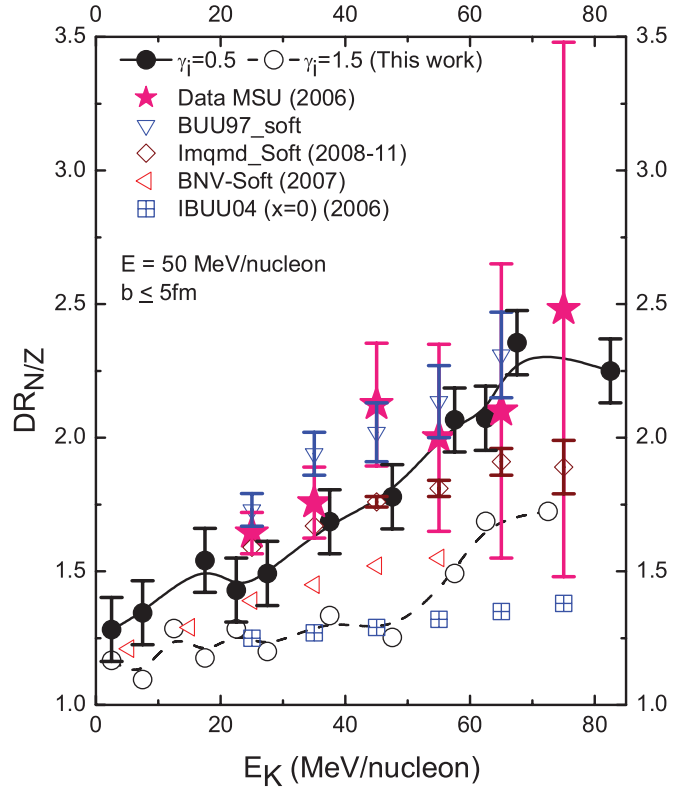 0 20 40 60 80
3.5 3.5
γi=0.5 γi=1.5 (This work)
Data MSU (2006)
BUU97_soft
Imqmd_Soft (2008-11)
BNV-Soft (2007)
IBUU04 (x=0) (2006)
3.0 3.0
E = 50 MeV/nucleon
b ≤ 5fm
2.5 2.5
DRN/Z
2.0 2.0
1.5 1.5
1.0 1.0
0 20 40 60 80
EK (MeV/nucleon)